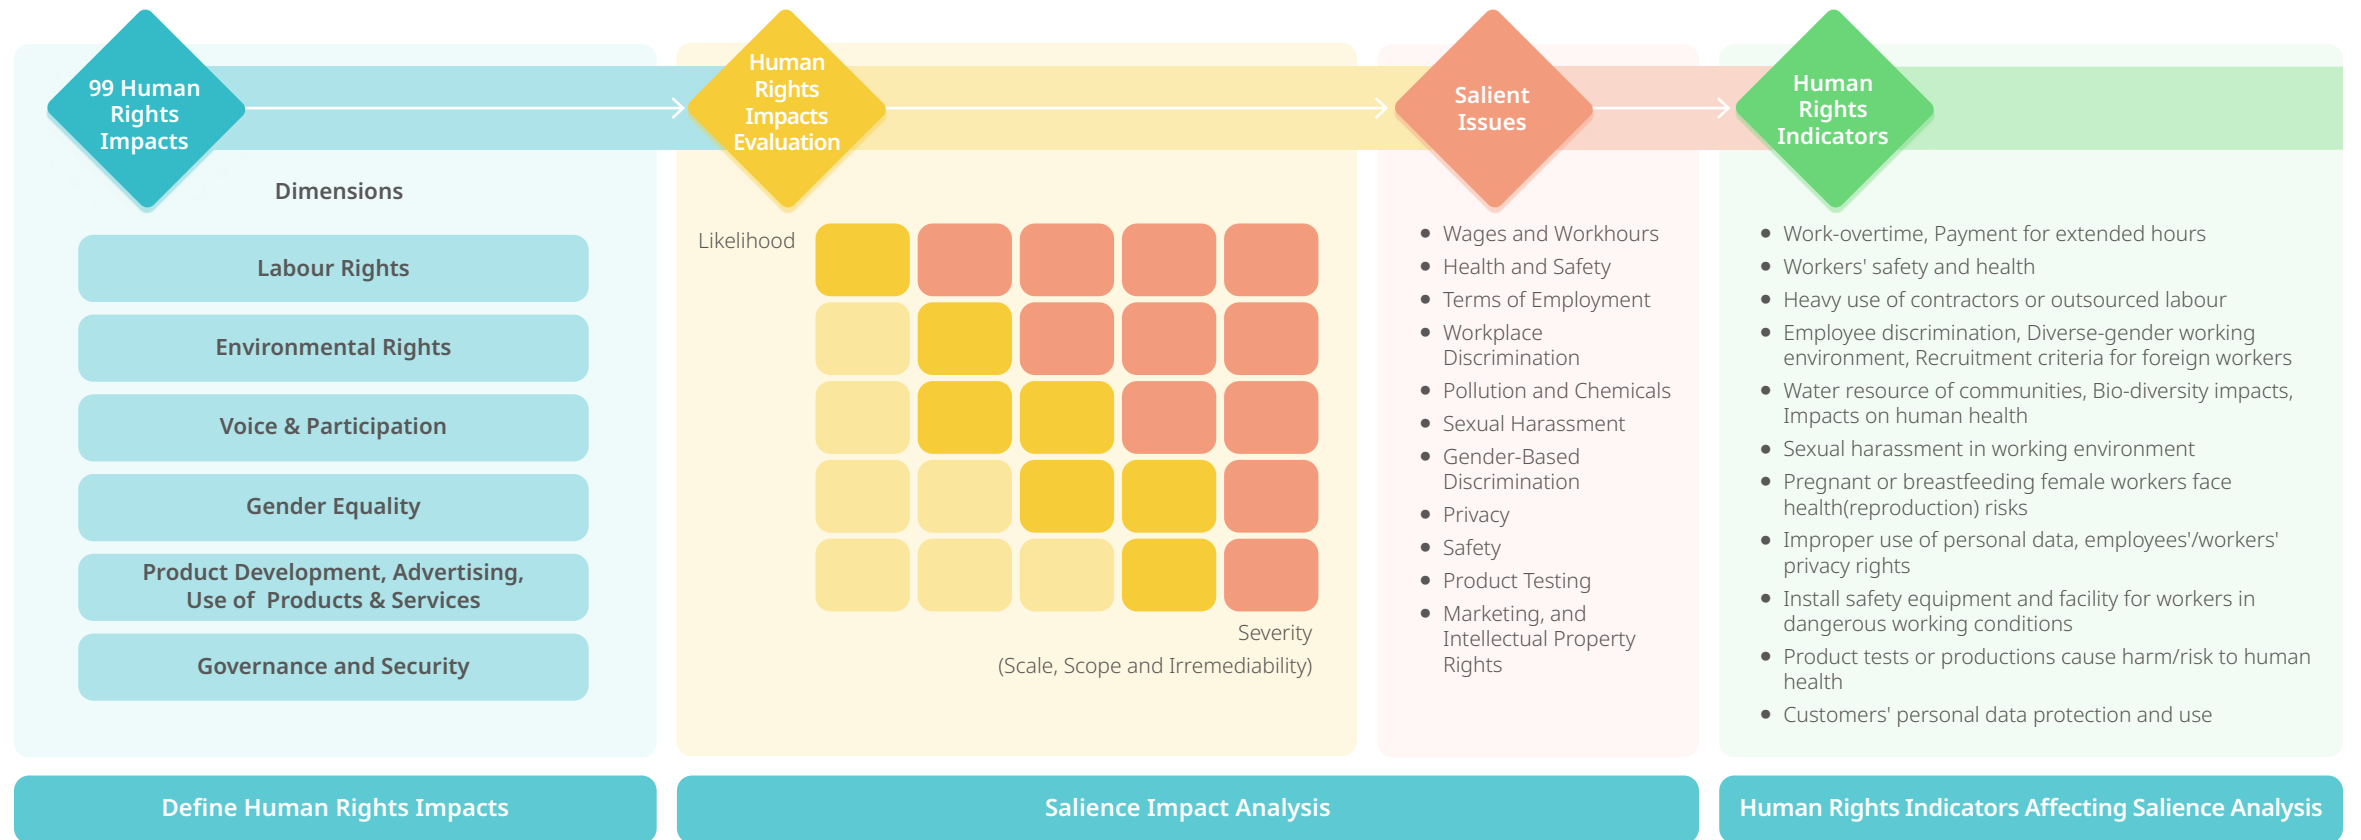 99 Human
Rights
Impacts
Human
Rights
Impacts
Evaluation
Salient
Issues
Human
Rights
Indicators
Dimensions
Labour Rights
Environmental Rights
Voice & Participation
Gender Equality
Product Development, Advertising,
Use of Products & Services
Governance and Security
Likelihood
Severity
(Scale, Scope and Irremediability)
Wages and Workhours
Health and Safety
Terms of Employment
Workplace
Discrimination
Pollution and Chemicals
Sexual Harassment
Gender-Based
Discrimination
Privacy
Safety
Product Testing
Marketing, and
Intellectual Property
Rights
Work-overtime, Payment for extended hours
Workers' safety and health
Heavy use of contractors or outsourced labour
Employee discrimination, Diverse-gender working
environment, Recruitment criteria for foreign workers
Water resource of communities, Bio-diversity impacts,
Impacts on human health
Sexual harassment in working environment
Pregnant or breastfeeding female workers face
health(reproduction) risks
Improper use of personal data, employees'/workers'
privacy rights
Install safety equipment and facility for workers in
dangerous working conditions
Product tests or productions cause harm/risk to human
health
Customers' personal data protection and use
Define Human Rights Impacts
Salience Impact Analysis
Human Rights Indicators Affecting Salience Analysis